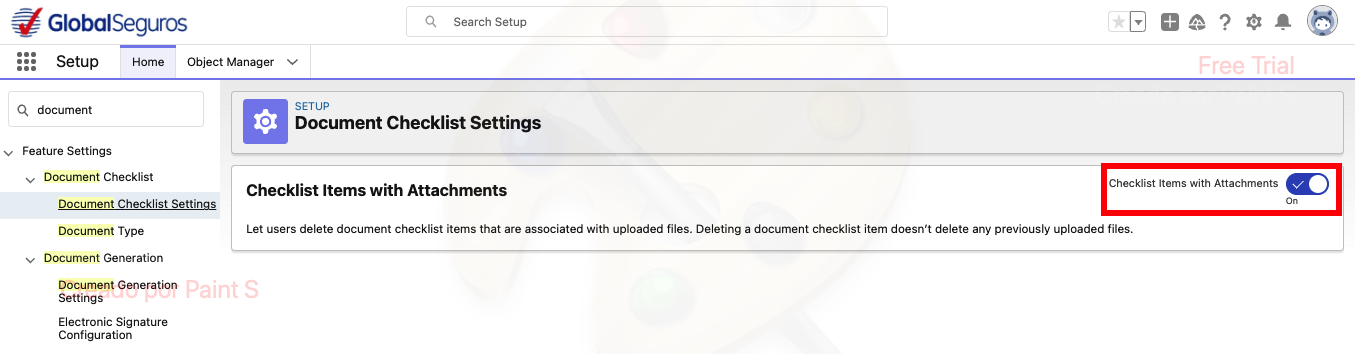 GlobalSeguros
Search Setup
Setup
Home
Object Manager
Free Trial
document
SETUP
Document Checklist Settings
Feature Settings
Document Checklist
Document Checklist Settings
Document Type
Document Generation
Document Generation
Settings
Electronic Signature
Configuration
Checklist Items with Attachments
Checklist Items with Attachments
On
Let users delete document checklist items that are associated with uploaded files. Deleting a document checklist item doesn't delete any previously uploaded files.
Creado por Paint S